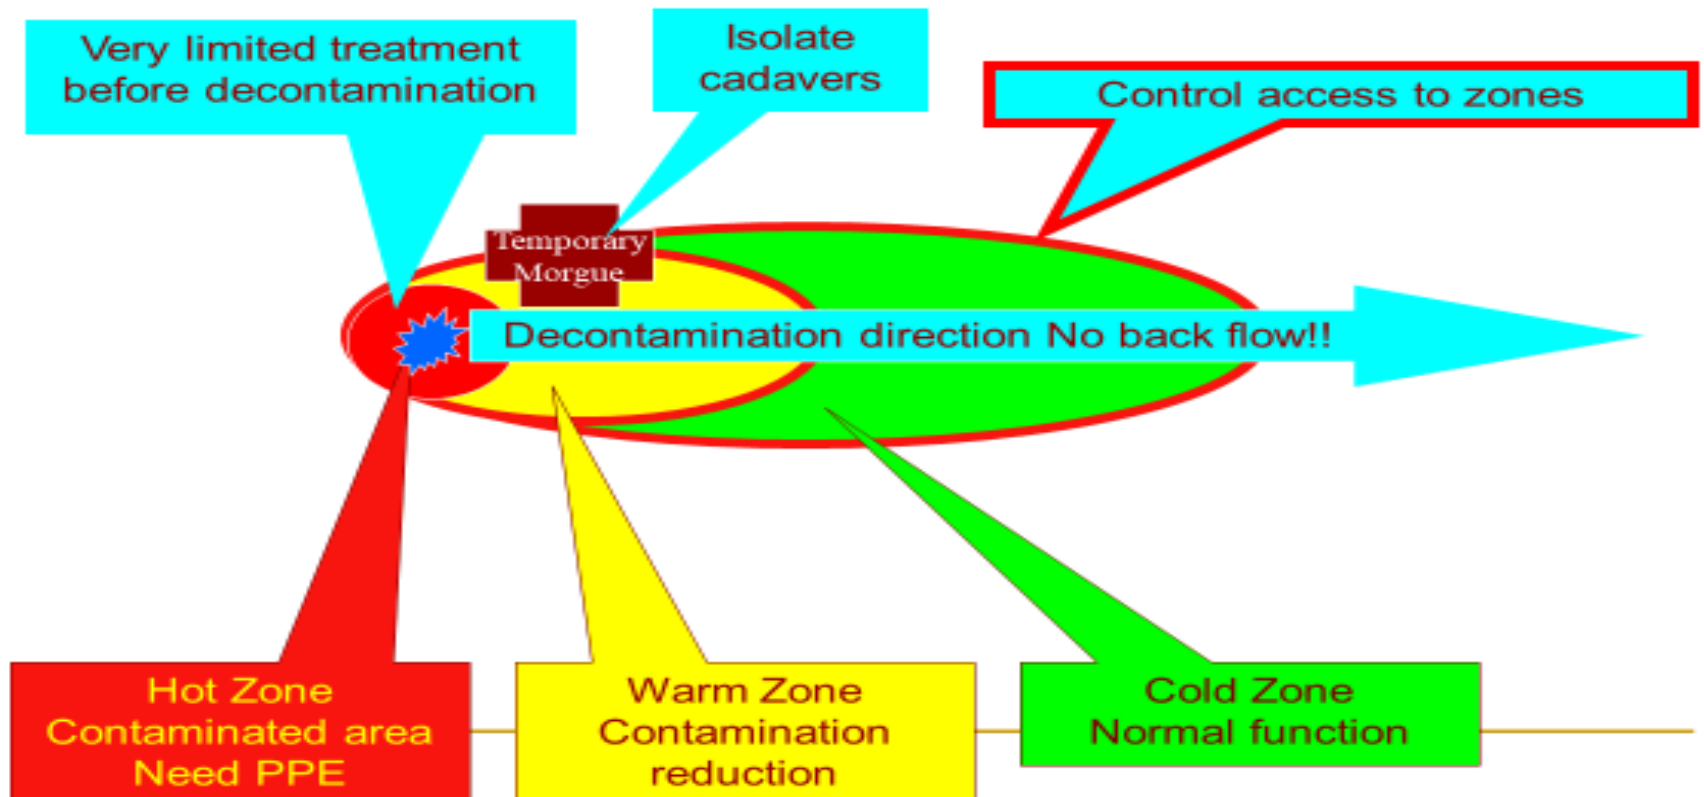 Very limited treatment
before decontamination
Isolate
cadavers
Control access to zones
Temporary
Morgue
Decontamination direction No back flow!!
Hot Zone
Contaminated area
Need PPE
Warm Zone
Contamination
reduction
Cold Zone
Normal function